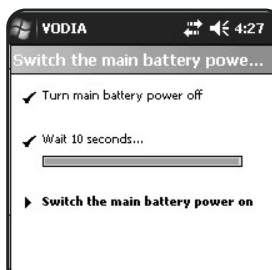 VODIA 4:27
Switch the main battery powe...
Turn main battery power off
Wait 10 seconds...
Switch the main battery power on